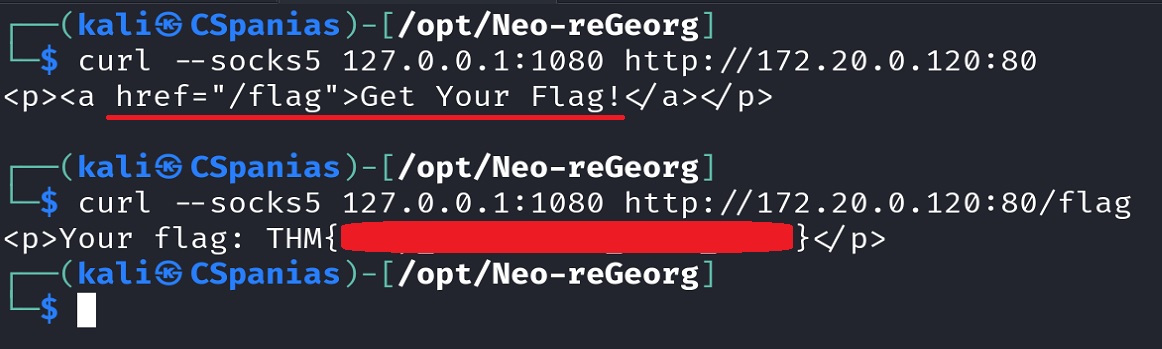 ┌──(kali㉿CSpanias)-[/opt/Neo-reGeorg]
└─$ curl --socks5 127.0.0.1:1080 http://172.20.0.120:80
<p><a href="/flag">Get Your Flag!</a></p>
┌──(kali㉿CSpanias)-[/opt/Neo-reGeorg]
└─$ curl --socks5 127.0.0.1:1080 http://172.20.0.120:80/flag
<p>Your flag: THM{}</p>
┌──(kali㉿CSpanias)-[/opt/Neo-reGeorg]
└─$